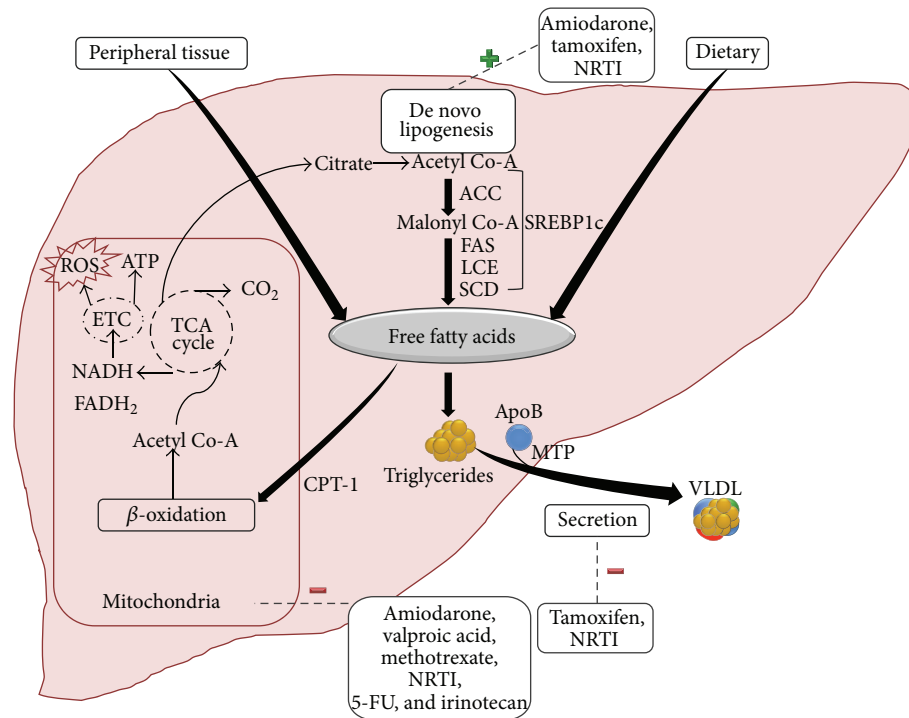 Peripheral tissue
Amiodarone,
tamoxifen,
NRTI
Dietary
De novo
lipogenesis
Citrate
Acetyl Co-A
ACC
Malonyl Co-A
SREBP1c
FAS
LCE
SCD
ROS
ATP
CO2
ETC
TCA
cycle
NADH
FADH2
Acetyl Co-A
β-oxidation
Mitochondria
Free fatty acids
CPT-1
Triglycerides
ApoB
MTP
VLDL
Secretion
Tamoxifen,
NRTI
Amiodarone,
valproic acid,
methotrexate,
NRTI,
5-FU, and irinotecan